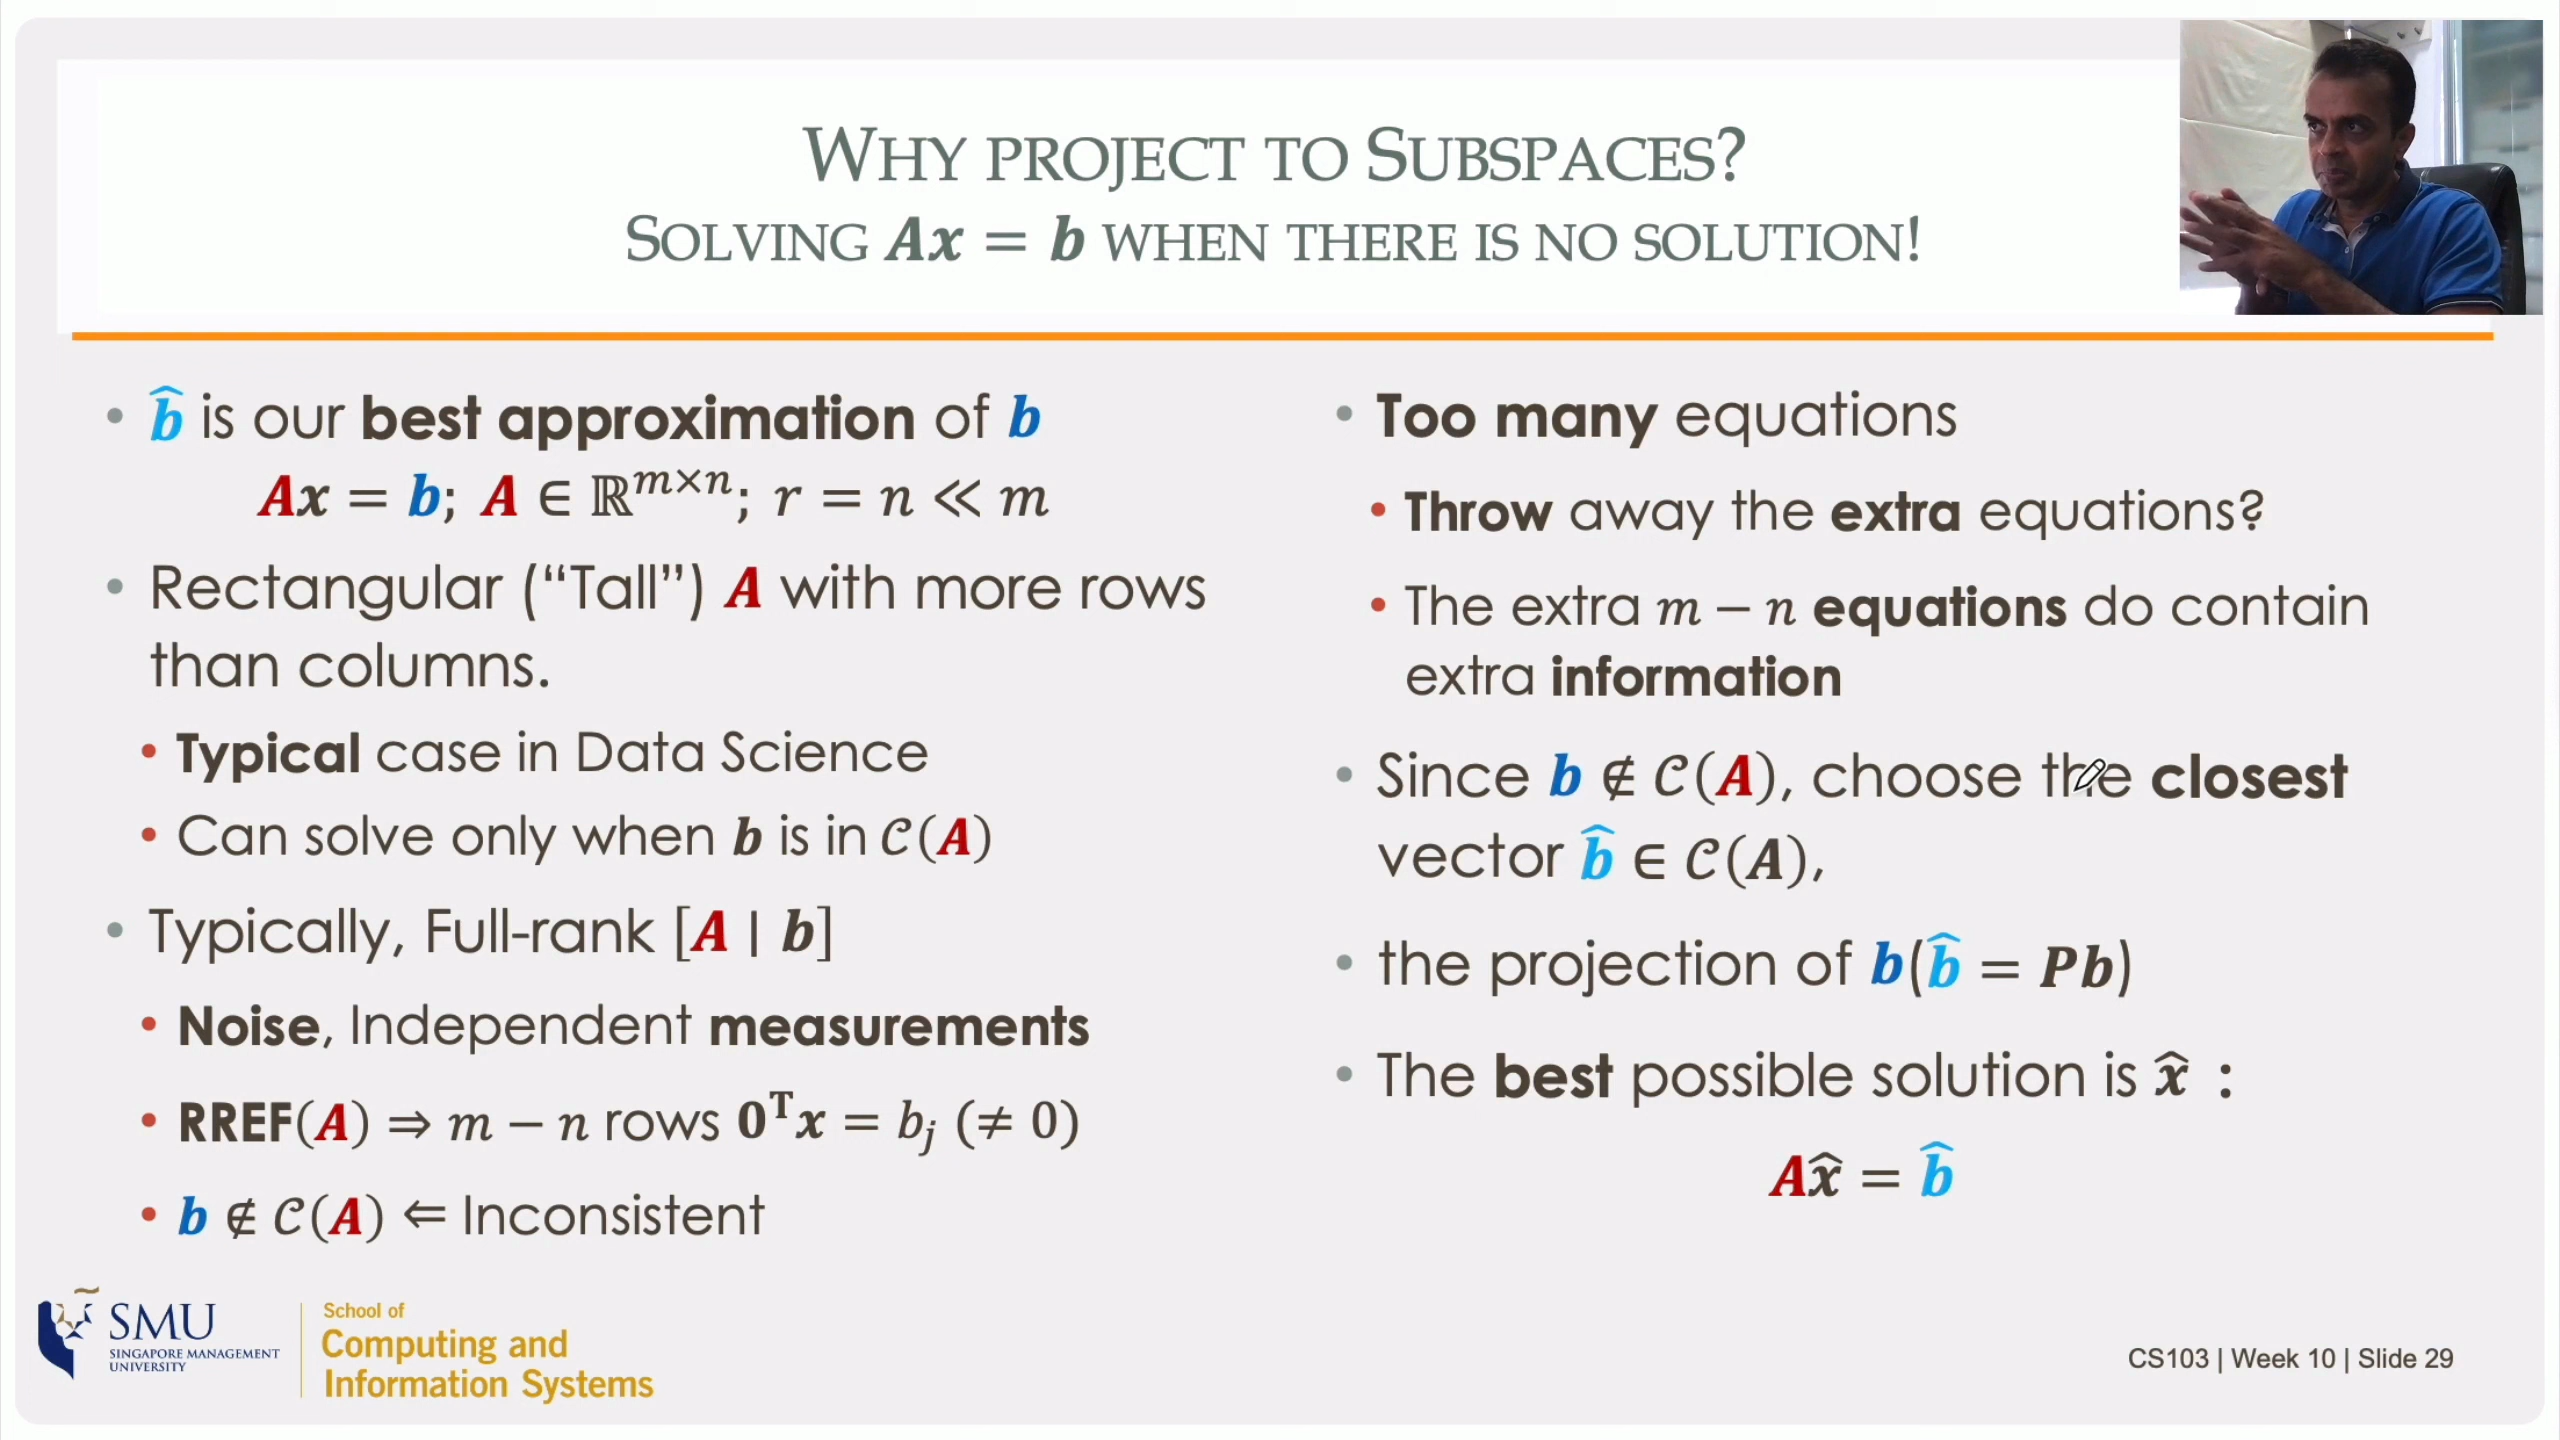 WHY PROJECT TO SUBSPACES?
SOLVING Ax = b WHEN THERE IS NO SOLUTION!
• b̂ is our best approximation of b
Ax = b; A ∈ ℝᵐˣⁿ; r = n ≪ m
• Rectangular (“Tall”) A with more rows
than columns.
• Typical case in Data Science
• Can solve only when b is in 𝒞(A)
• Typically, Full-rank [A | b]
• Noise, Independent measurements
• RREF(A) ⇒ m − n rows 0ᵀx = bⱼ (≠ 0)
• b ∉ 𝒞(A) ⇐ Inconsistent
• Too many equations
• Throw away the extra equations?
• The extra m − n equations do contain
extra information
• Since b ∉ 𝒞(A), choose the closest
vector b̂ ∈ 𝒞(A),
• the projection of b(b̂ = Pb)
• The best possible solution is x̂ :
Ax̂ = b̂
SMU
SINGAPORE MANAGEMENT
UNIVERSITY
School of
Computing and
Information Systems
CS103 | Week 10 | Slide 29